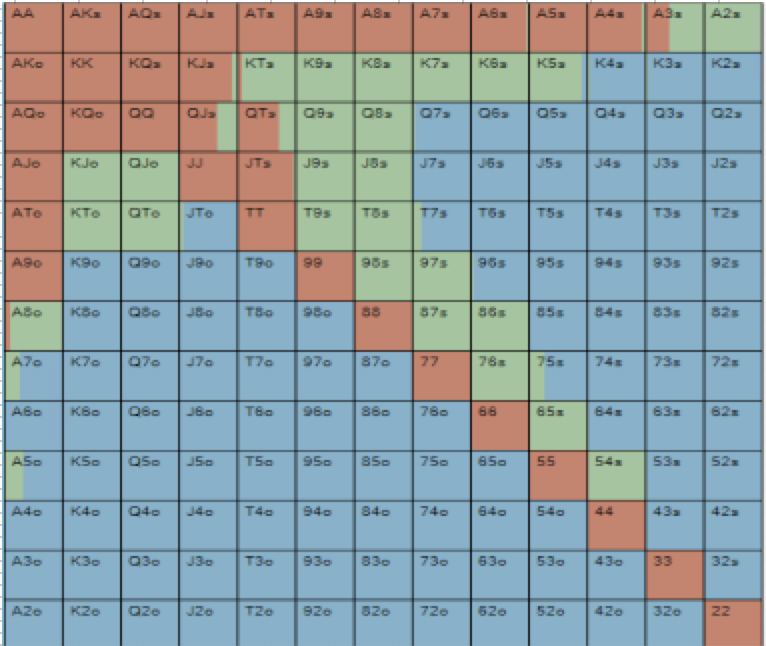 AA AKs AQs AJs ATs A9s A8s A7s A6s A5s A4s A3s A2s
AKo KK KQs KJs KTs K9s K8s K7s K6s K5s K4s K3s K2s
AQo KQo QQ QJs QTs Q9s Q8s Q7s Q6s Q5s Q4s Q3s Q2s
AJo KJo QJo JJ JTs J9s J8s J7s J6s J5s J4s J3s J2s
ATo KTo QTo JTo TT T9s T8s T7s T6s T5s T4s T3s T2s
A9o K9o Q9o J9o T9o 99 98s 97s 96s 95s 94s 93s 92s
A8o K8o Q8o J8o T8o 98o 88 87s 86s 85s 84s 83s 82s
A7o K7o Q7o J7o T7o 97o 87o 77 76s 75s 74s 73s 72s
A6o K6o Q6o J6o T6o 96o 86o 76o 66 65s 64s 63s 62s
A5o K5o Q5o J5o T5o 95o 85o 75o 65o 55 54s 53s 52s
A4o K4o Q4o J4o T4o 94o 84o 74o 64o 54o 44 43s 42s
A3o K3o Q3o J3o T3o 93o 83o 73o 63o 53o 43o 33 32s
A2o K2o Q2o J2o T2o 92o 82o 72o 62o 52o 42o 32o 22